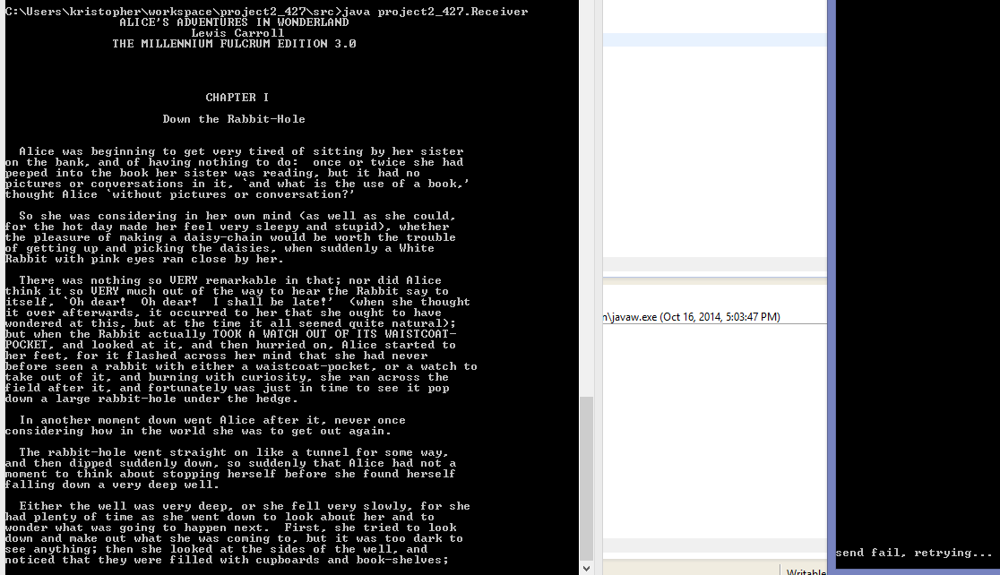 C:\Users\kristopher\workspace\project2_427\src>java project2_427.Receiver
ALICE'S ADVENTURES IN WONDERLAND
Lewis Carroll
THE MILLENNIUM FULCRUM EDITION 3.0
CHAPTER I
Down the Rabbit-Hole
Alice was beginning to get very tired of sitting by her sister
on the bank, and of having nothing to do:  once or twice she had
peeped into the book her sister was reading, but it had no
pictures or conversations in it, `and what is the use of a book,'
thought Alice `without pictures or conversation?'
So she was considering in her own mind (as well as she could,
for the hot day made her feel very sleepy and stupid), whether
the pleasure of making a daisy-chain would be worth the trouble
of getting up and picking the daisies, when suddenly a White
Rabbit with pink eyes ran close by her.
There was nothing so VERY remarkable in that; nor did Alice
think it so VERY much out of the way to hear the Rabbit say to
itself, `Oh dear!  Oh dear!  I shall be late!'  (when she thought
it over afterwards, it occurred to her that she ought to have
wondered at this, but at the time it all seemed quite natural);
but when the Rabbit actually TOOK A WATCH OUT OF ITS WAISTCOAT-
POCKET, and looked at it, and then hurried on, Alice started to
her feet, for it flashed across her mind that she had never
before seen a rabbit with either a waistcoat-pocket, or a watch to
take out of it, and burning with curiosity, she ran across the
field after it, and fortunately was just in time to see it pop
down a large rabbit-hole under the hedge.
In another moment down went Alice after it, never once
considering how in the world she was to get out again.
The rabbit-hole went straight on like a tunnel for some way,
and then dipped suddenly down, so suddenly that Alice had not a
moment to think about stopping herself before she found herself
falling down a very deep well.
Either the well was very deep, or she fell very slowly, for she
had plenty of time as she went down to look about her and to
wonder what was going to happen next.  First, she tried to look
down and make out what she was coming to, but it was too dark to
see anything; then she looked at the sides of the well, and
noticed that they were filled with cupboards and book-shelves;
n\javaw.exe (Oct 16, 2014, 5:03:47 PM)
Writable
send fail, retrying...